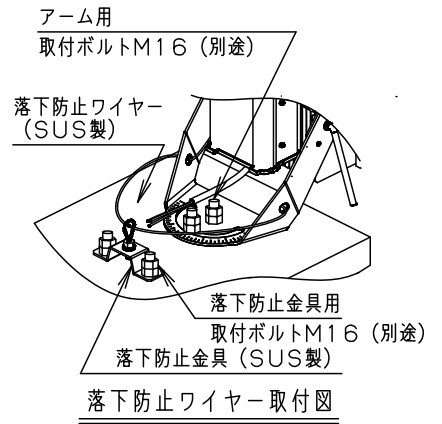 アーム用
取付ボルトM16（別途）
落下防止ワイヤー
（SUS製）
落下防止金具用
取付ボルトM16（別途）
落下防止金具（SUS製）
落下防止ワイヤー取付図